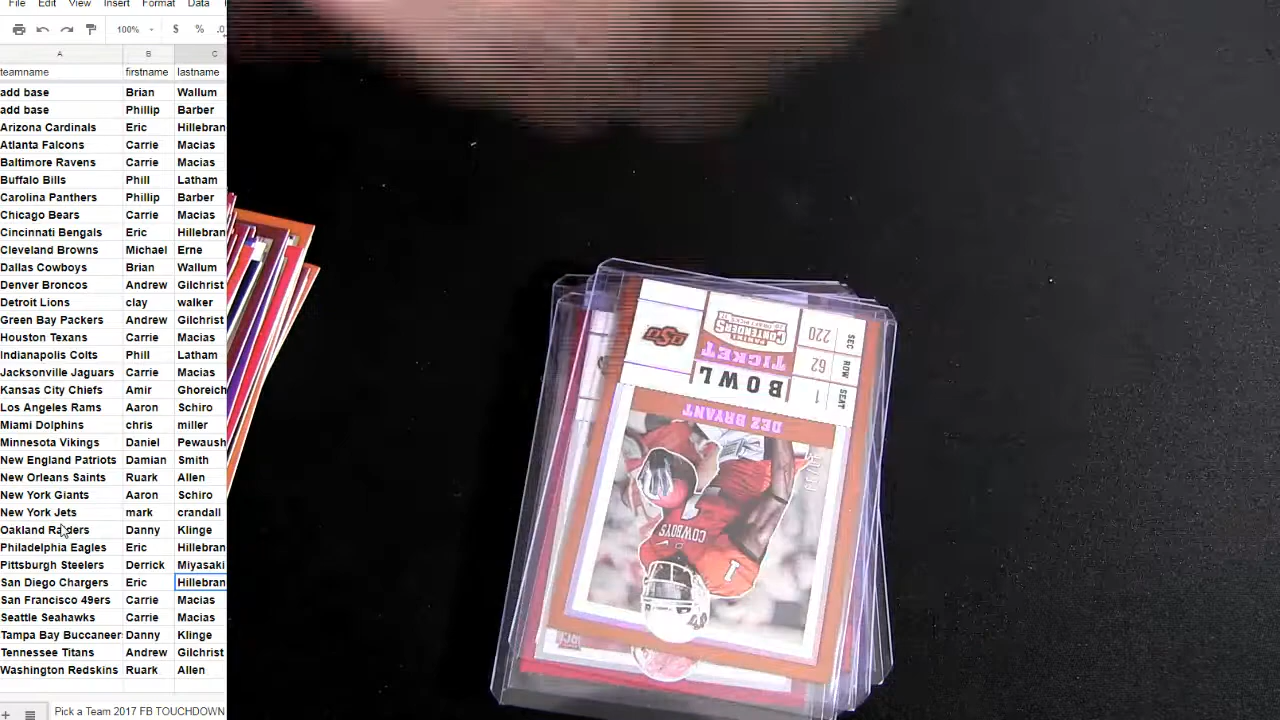 File Edit View Insert Format Data
100% $ % .0
A B C
teamname firstname lastname
add base Brian Wallum
add base Phillip Barber
Arizona Cardinals Eric Hillebran
Atlanta Falcons Carrie Macias
Baltimore Ravens Carrie Macias
Buffalo Bills Phill Latham
Carolina Panthers Phillip Barber
Chicago Bears Carrie Macias
Cincinnati Bengals Eric Hillebran
Cleveland Browns Michael Erne
Dallas Cowboys Brian Wallum
Denver Broncos Andrew Gilchrist
Detroit Lions clay walker
Green Bay Packers Andrew Gilchrist
Houston Texans Carrie Macias
Indianapolis Colts Phill Latham
Jacksonville Jaguars Carrie Macias
Kansas City Chiefs Amir Ghoreich
Los Angeles Rams Aaron Schiro
Miami Dolphins chris miller
Minnesota Vikings Daniel Pewaush
New England Patriots Damian Smith
New Orleans Saints Ruark Allen
New York Giants Aaron Schiro
New York Jets mark crandall
Oakland Raiders Danny Klinge
Philadelphia Eagles Eric Hillebran
Pittsburgh Steelers Derrick Miyasaki
San Diego Chargers Eric Hillebran
San Francisco 49ers Carrie Macias
Seattle Seahawks Carrie Macias
Tampa Bay Buccaneers Danny Klinge
Tennessee Titans Andrew Gilchrist
Washington Redskins Ruark Allen
Pick a Team 2017 FB TOUCHDOWN
SEC 220
ROW 62
SEAT 1
PANINI
CONTENDERS
BOWL
TICKET
DEZ BRYANT
COWBOYS
1
OSU